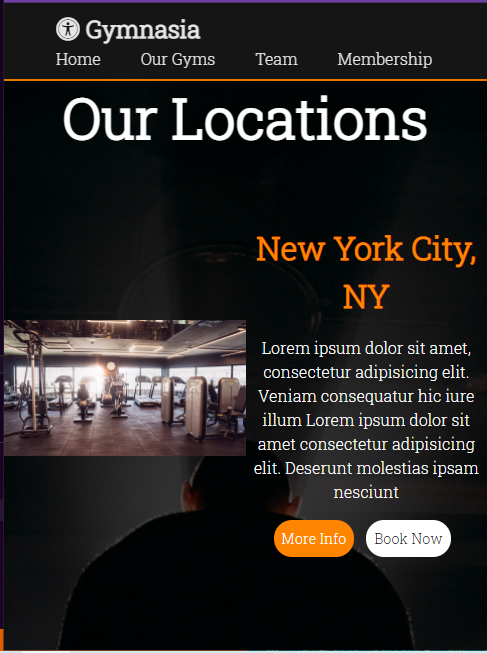 Gymnasia
Home Our Gyms Team Membership
Our Locations
New York City,
NY
Lorem ipsum dolor sit amet,
consectetur adipisicing elit.
Veniam consequatur hic iure
illum Lorem ipsum dolor sit
amet consectetur adipisicing
elit. Deserunt molestias ipsam
nesciunt
More Info Book Now